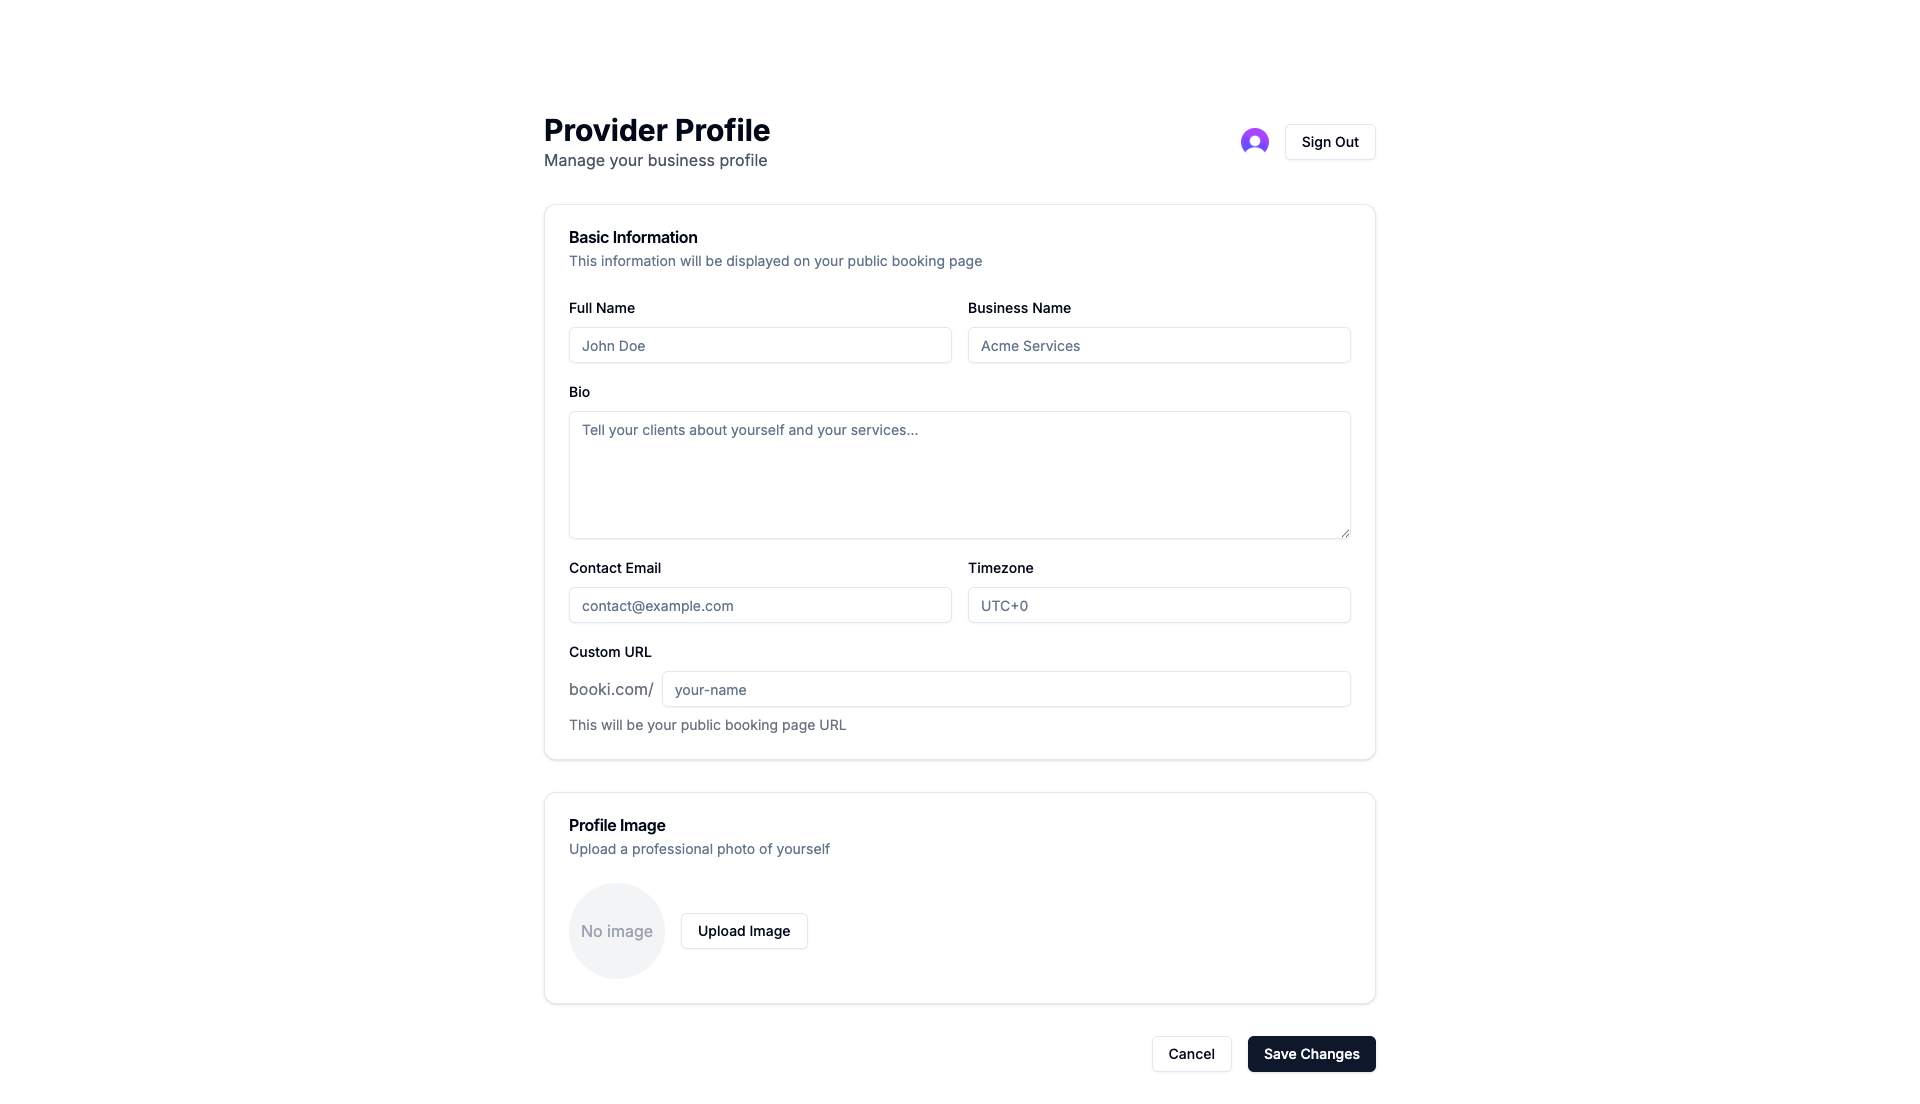 Provider Profile
Manage your business profile
Sign Out
Basic Information
This information will be displayed on your public booking page
Full Name
Business Name
John Doe
Acme Services
Bio
Tell your clients about yourself and your services...
Contact Email
Timezone
contact@example.com
UTC+0
Custom URL
booki.com/
your-name
This will be your public booking page URL
Profile Image
Upload a professional photo of yourself
No image
Upload Image
Cancel
Save Changes